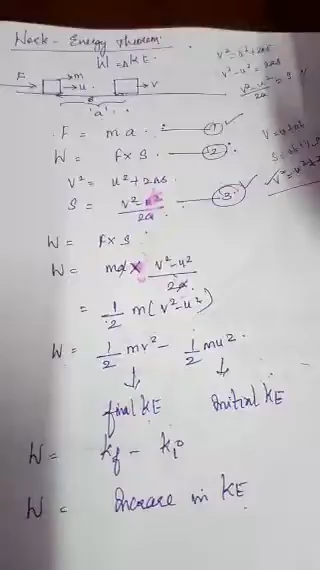 Work - Energy Theorem
W = ΔKE
V² = u² + 2as
V² - u² = 2as
V² - u² / 2a = s
F → m → u → v
'a'
F = ma — ①
W = F × S — ②
V² = u² + 2as
S = V² - u² / 2a — ③
V = u + at
W = F × S
W = ma × V² - u² / 2a
= 1/2 m (V² - u²)
W = 1/2 mv² - 1/2 mu²
↓ ↓
final KE Initial KE
W = Kf - Ki
W = Increase in KE